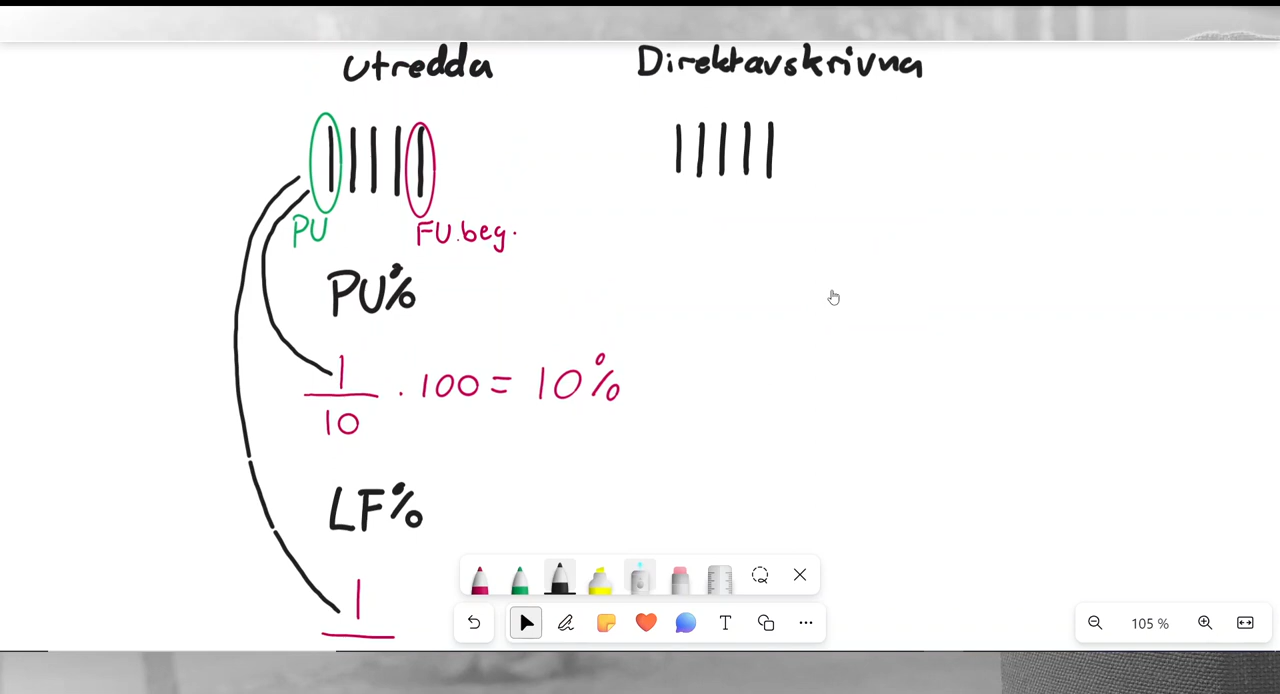 Utredda Direktavskrivna
PU FU.beg.
PU%
1
10
· 100 = 10%
LF%
1
105 %